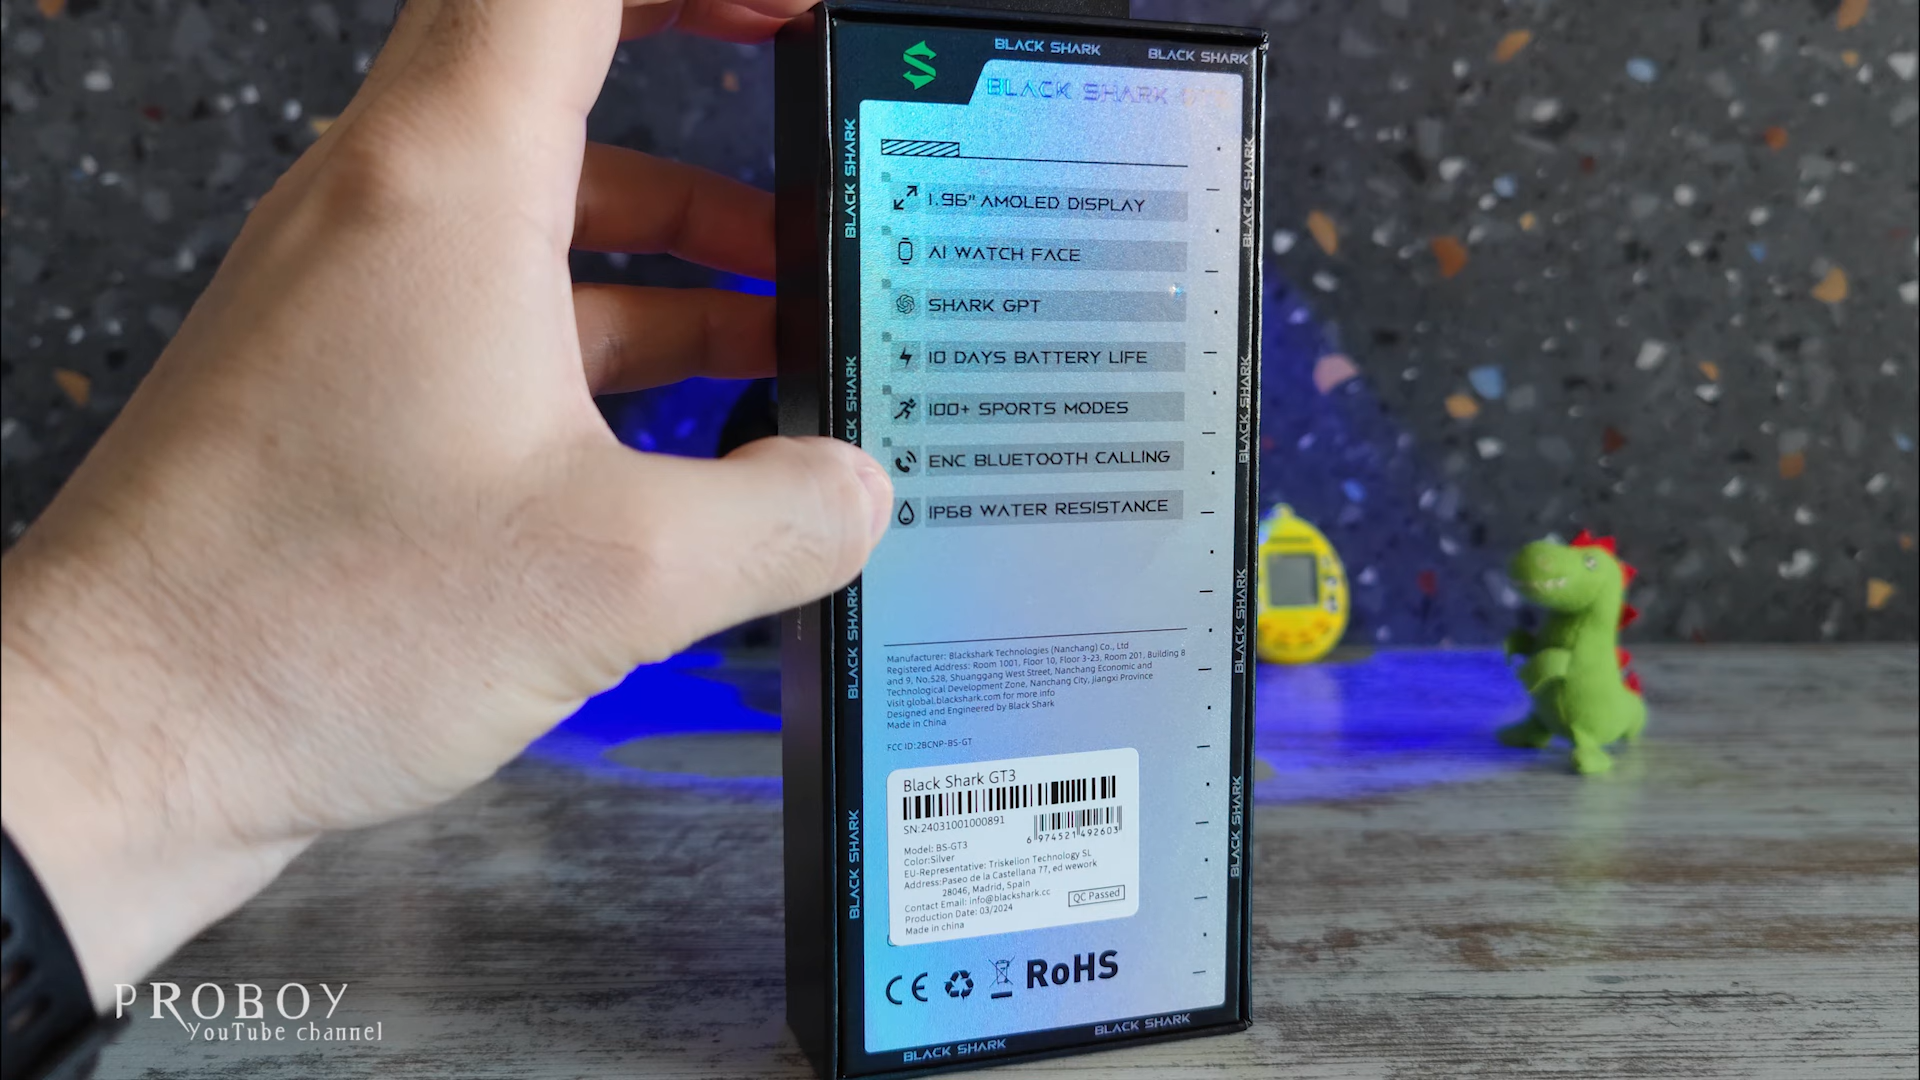 BLACK SHARK
BLACK SHARK
BLACK SHARK
1.96" AMOLED DISPLAY
AI WATCH FACE
SHARK GPT
10 DAYS BATTERY LIFE
100+ SPORTS MODES
ENC BLUETOOTH CALLING
IP68 WATER RESISTANCE
BLACK SHARK
BLACK SHARK
BLACK SHARK
BLACK SHARK
BLACK SHARK
BLACK SHARK
BLACK SHARK
BLACK SHARK
Manufacturer: Blackshark Technologies (Nanchang) Co., Ltd
Registered Address: Room 1001, Floor 10, Floor 3-23, Room 201, Building 8
and 9, No.528, Shuanggang West Street, Nanchang Economic and
Technological Development Zone, Nanchang City, Jiangxi Province
Visit global.blackshark.com for more info
Designed and Engineered by Black Shark
Made in China
FCC ID:2BCNP-BS-GT
Black Shark GT3
SN:24031001000891
6 974521 492603
Model: BS-GT3
Color:Silver
EU-Representative: Triskelion Technology SL
Address:Paseo de la Castellana 77, ed wework
28046, Madrid, Spain
Contact Email: info@blackshark.cc
Production Date: 03/2024
Made in china
QC Passed
CE
RoHS
BLACK SHARK
BLACK SHARK
PROBOY
YouTube channel